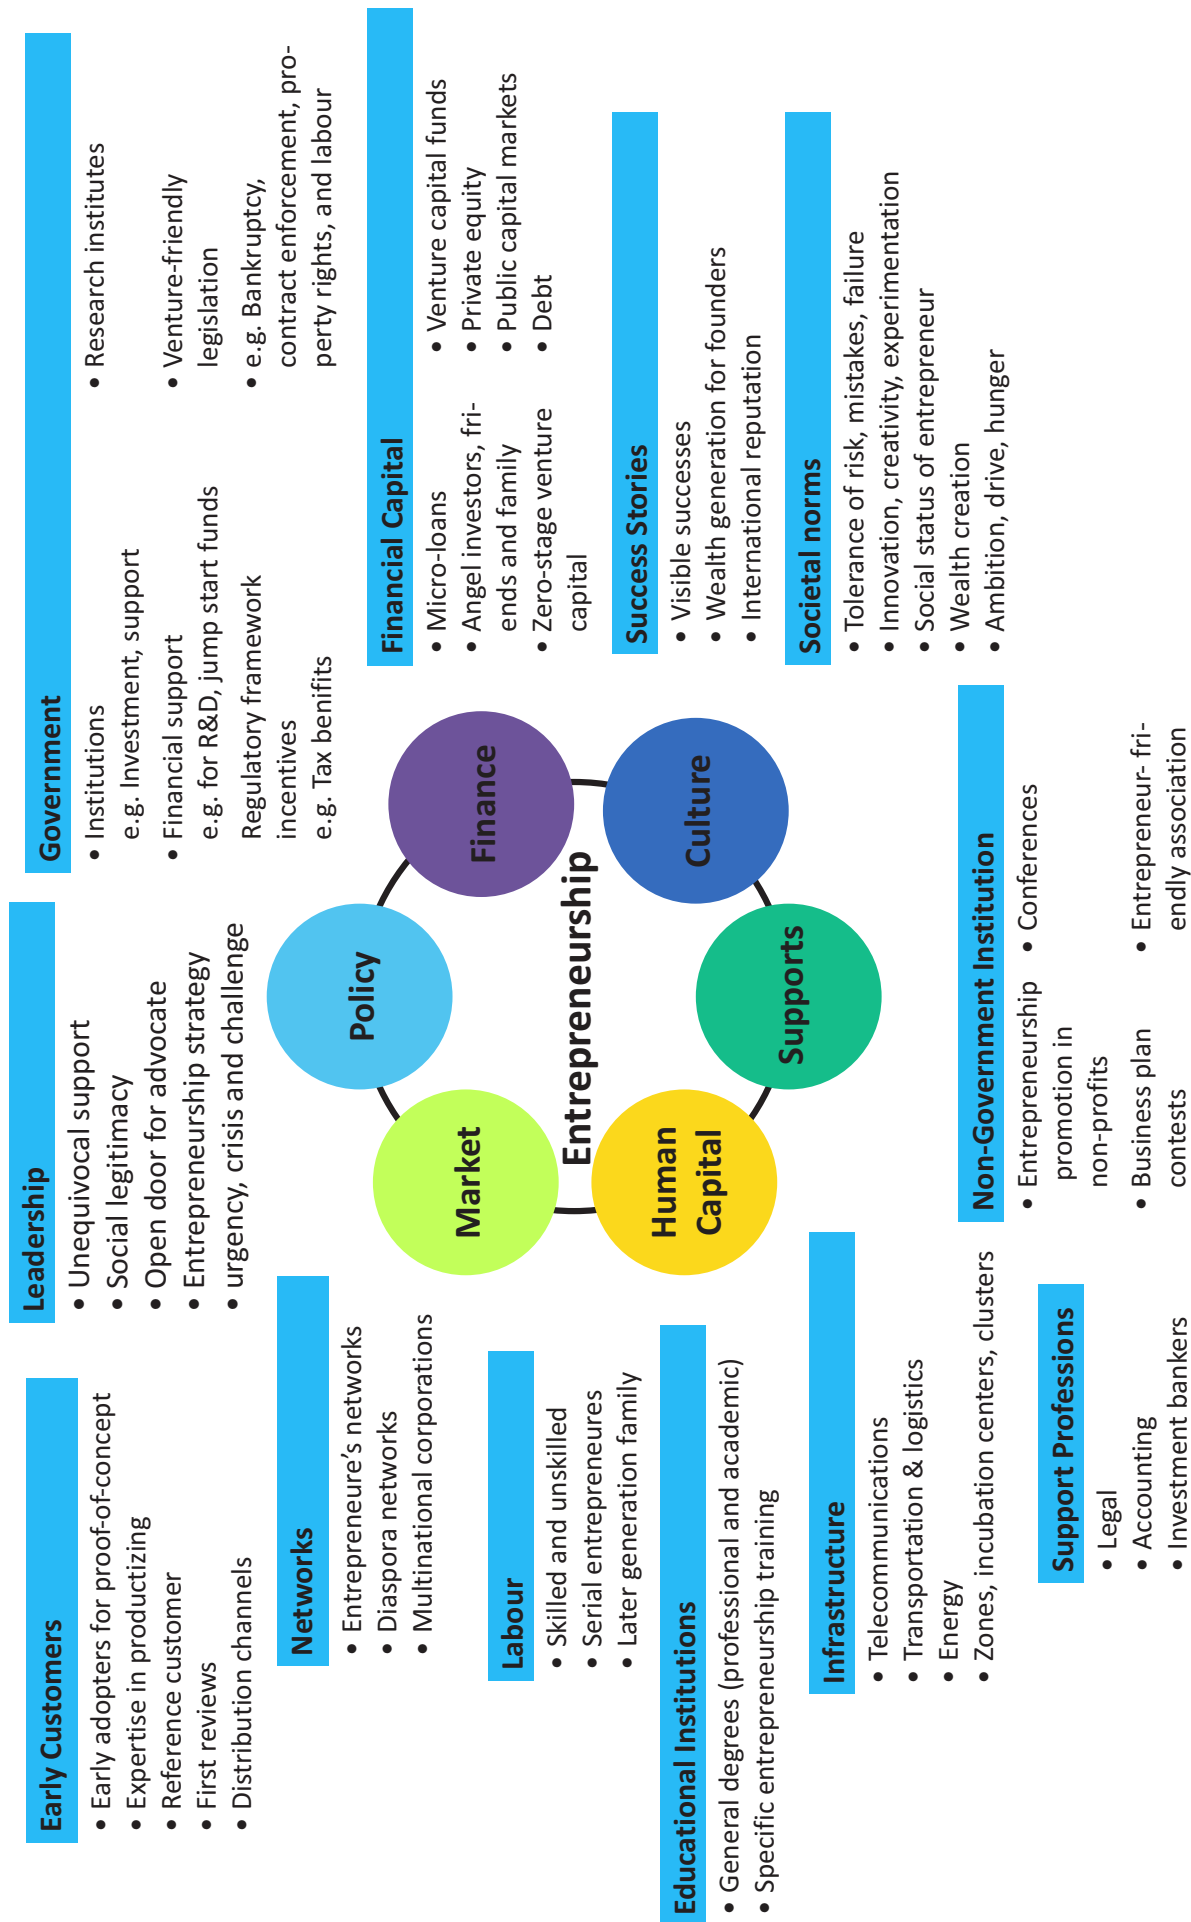 Early Customers
• Early adopters for proof-of-concept
• Expertise in productizing
• Reference customer
• First reviews
• Distribution channels
Leadership
• Unequivocal support
• Social legitimacy
• Open door for advocate
• Entrepreneurship strategy
• urgency, crisis and challenge
Government
• Institutions
e.g. Investment, support
• Financial support
e.g. for R&D, jump start funds
Regulatory framework
incentives
e.g. Tax benifits
• Research institutes
• Venture-friendly
legislation
• e.g. Bankruptcy,
contract enforcement, pro-
perty rights, and labour
Networks
• Entrepreneure’s networks
• Diaspora networks
• Multinational corporations
Labour
• Skilled and unskilled
• Serial entrepreneures
• Later generation family
Educational Institutions
• General degrees (professional and academic)
• Specific entrepreneurship training
Infrastructure
• Telecommunications
• Transportation & logistics
• Energy
• Zones, incubation centers, clusters
Support Professions
• Legal
• Accounting
• Investment bankers
Policy
Market
Finance
Entrepreneurship
Human
Capital
Culture
Supports
Financial Capital
• Micro-loans
• Angel investors, fri-
ends and family
• Zero-stage venture
capital
• Venture capital funds
• Private equity
• Public capital markets
• Debt
Success Stories
• Visible successes
• Wealth generation for founders
• International reputation
Societal norms
• Tolerance of risk, mistakes, failure
• Innovation, creativity, experimentation
• Social status of entrepreneur
• Wealth creation
• Ambition, drive, hunger
Non-Government Institution
• Entrepreneurship
promotion in
non-profits
• Business plan
contests
• Conferences
• Entrepreneur- fri-
endly association